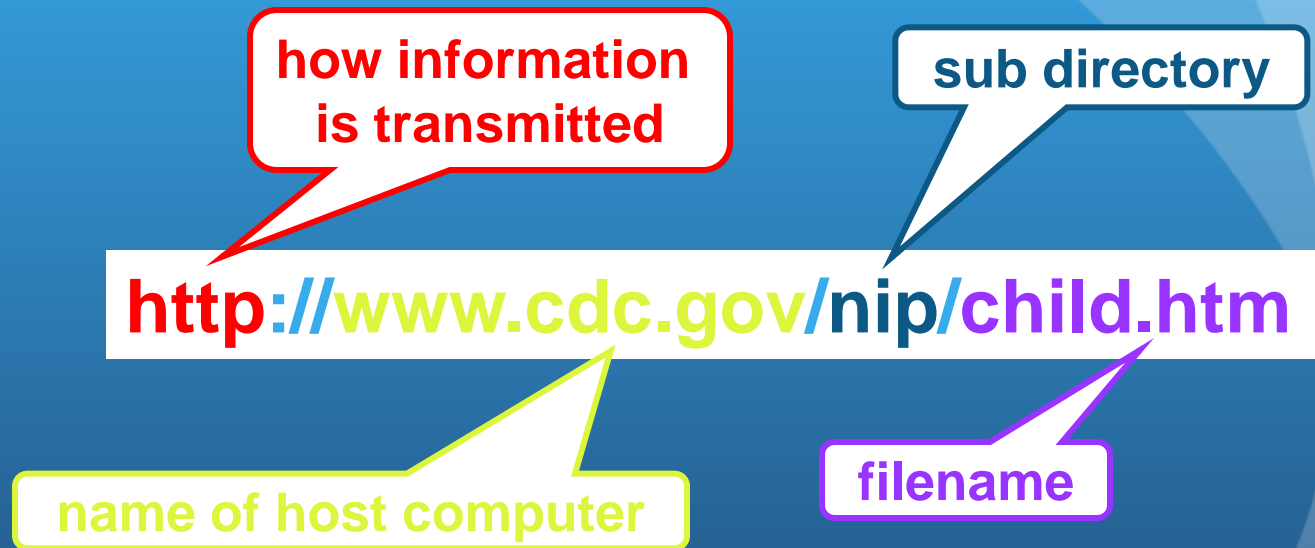 how information
is transmitted
sub directory
http://www.cdc.gov/nip/child.htm
name of host computer
filename